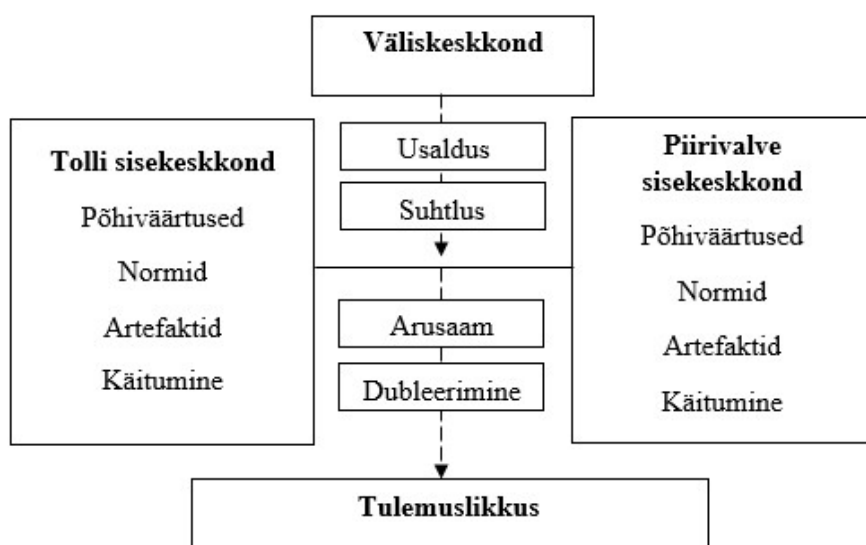 Väliskeskkond
Tolli sisekeskkond
Põhiväärtused
Normid
Artefaktid
Käitumine
Usaldus
Suhtlus
Arusaam
Dubleerimine
Piirivalve
sisekeskkond
Põhiväärtused
Normid
Artefaktid
Käitumine
Tulemuslikkus